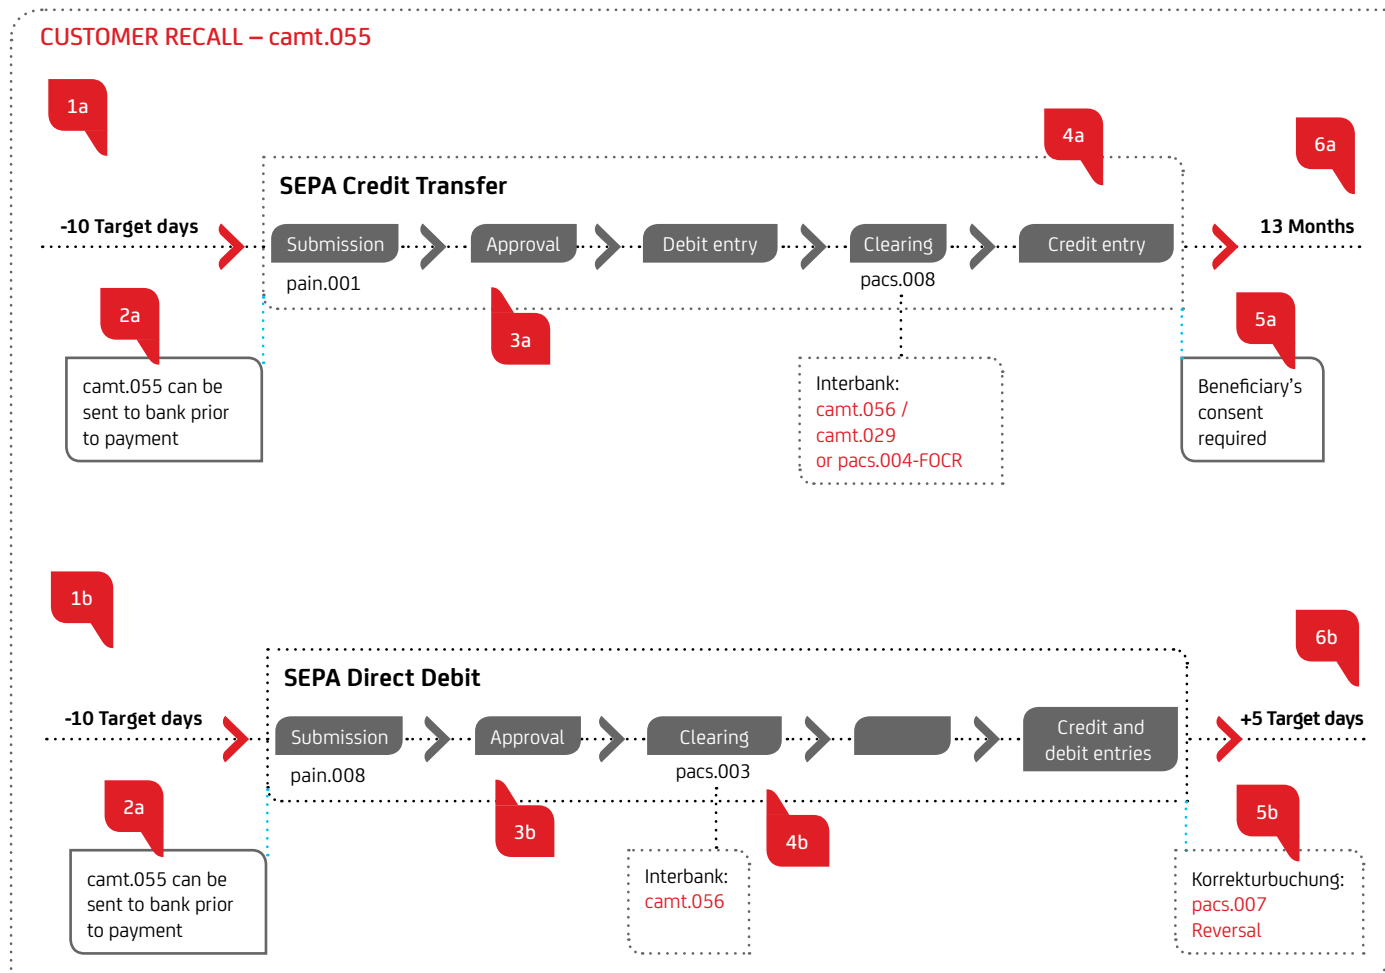 CUSTOMER RECALL – camt.055
1a
4a
6a
SEPA Credit Transfer
-10 Target days
13 Months
Submission
Approval
Debit entry
Clearing
Credit entry
pain.001
pacs.008
2a
3a
5a
camt.055 can be
sent to bank prior
to payment
Interbank:
camt.056 /
camt.029
or pacs.004-FOCR
Beneficiary's
consent
required
1b
6b
SEPA Direct Debit
-10 Target days
+5 Target days
Submission
Approval
Clearing
Credit and
debit entries
pain.008
pacs.003
2a
3b
4b
5b
camt.055 can be
sent to bank prior
to payment
Interbank:
camt.056
Korrekturbuchung:
pacs.007
Reversal